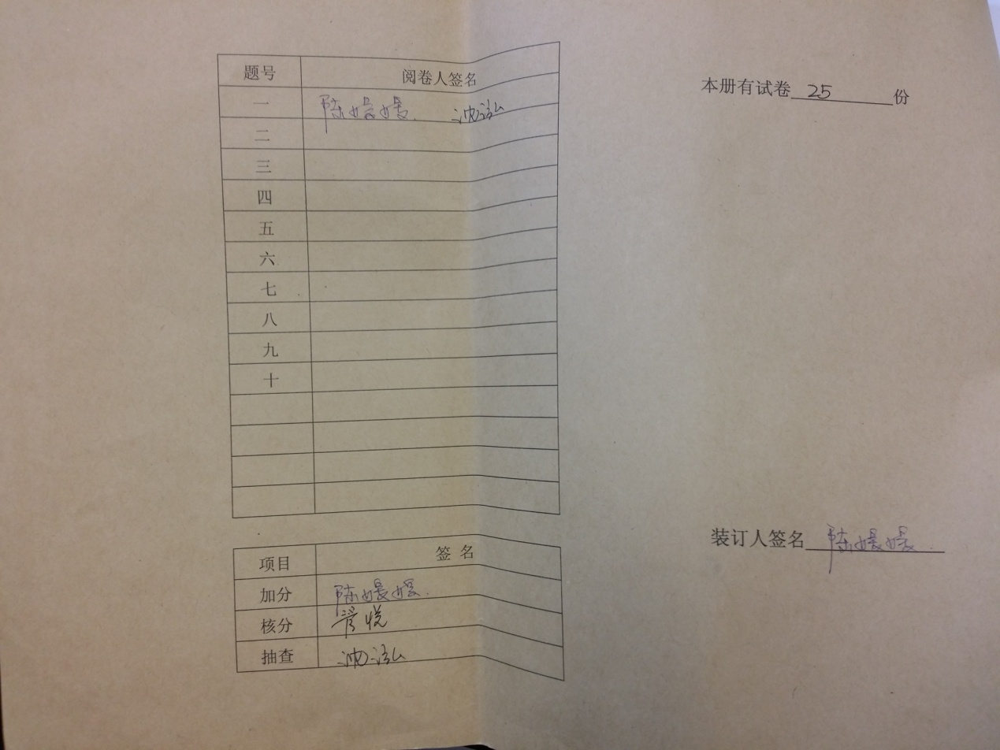 题号 阅卷人签名
一 陈媛媛. 沈泓
二
三
四
五
六
七
八
九
十
本册有试卷 25 份
项目 签名
加分 陈媛媛.
核分 悦
抽查 沈泓
装订人签名 陈媛媛.